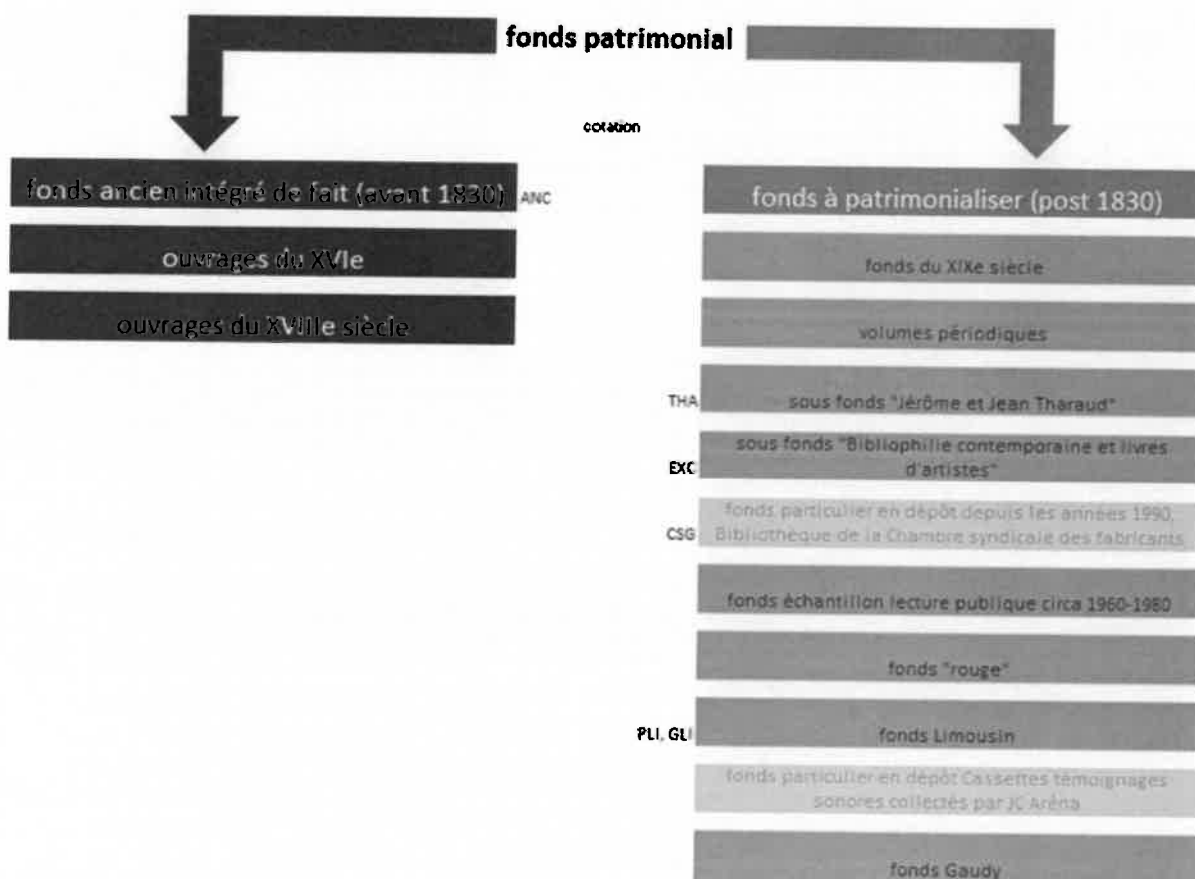 fonds patrimonial
cotation
fonds ancien intégré de fait (avant 1830) ANC
ouvrages du XVIe
ouvrages du XVIIIe siècle
fonds à patrimonialiser (post 1830)
fonds du XIXe siècle
volumes périodiques
THA sous fonds "Jérôme et Jean Tharaud"
EXC sous fonds "Bibliophilie contemporaine et livres
d'artistes"
CSG fonds particulier en dépôt depuis les années 1990,
Bibliothèque de la Chambre syndicale des fabricants
fonds échantillon lecture publique circa 1960-1980
fonds "rouge"
PLI, GLI fonds Limousin
fonds particulier en dépôt Cassettes témoignages
sonores collectés par JC Aréna
fonds Gaudy